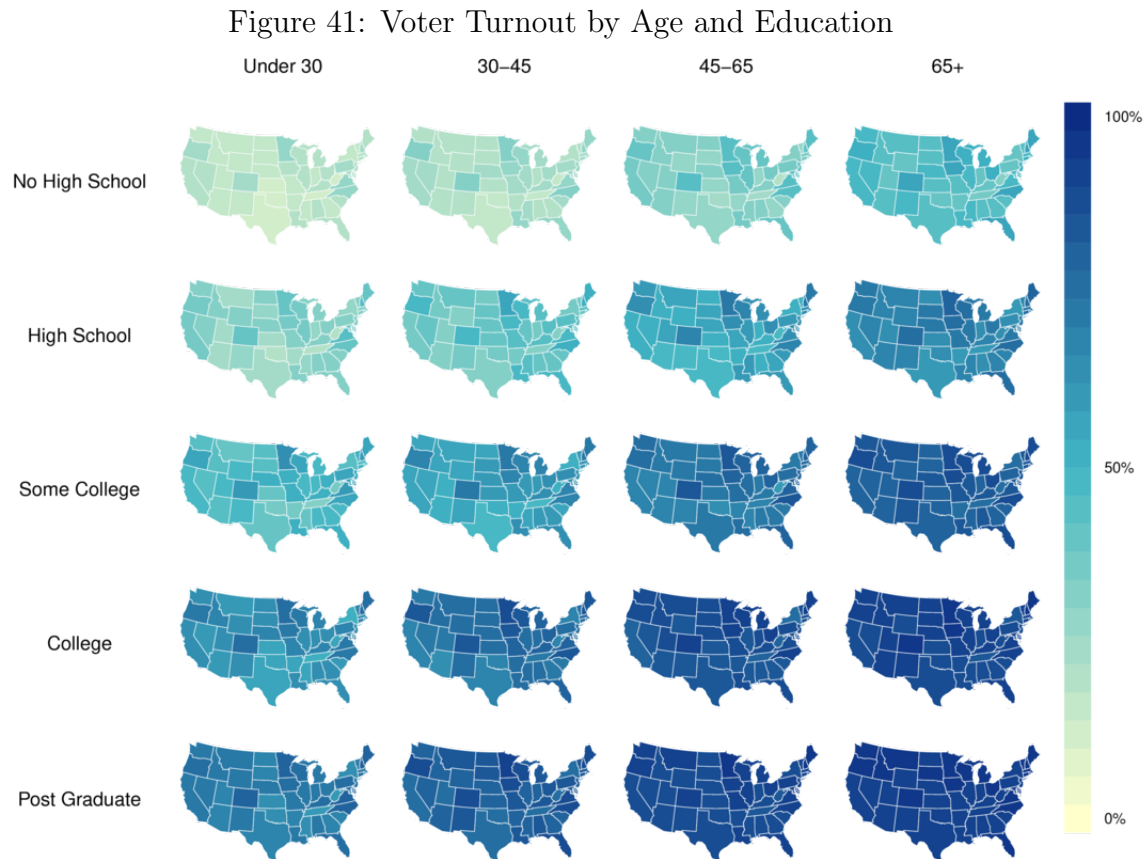 Figure 41: Voter Turnout by Age and Education
Under 30 30–45 45–65 65+
100%
No High School
High School
50%
Some College
College
Post Graduate
0%